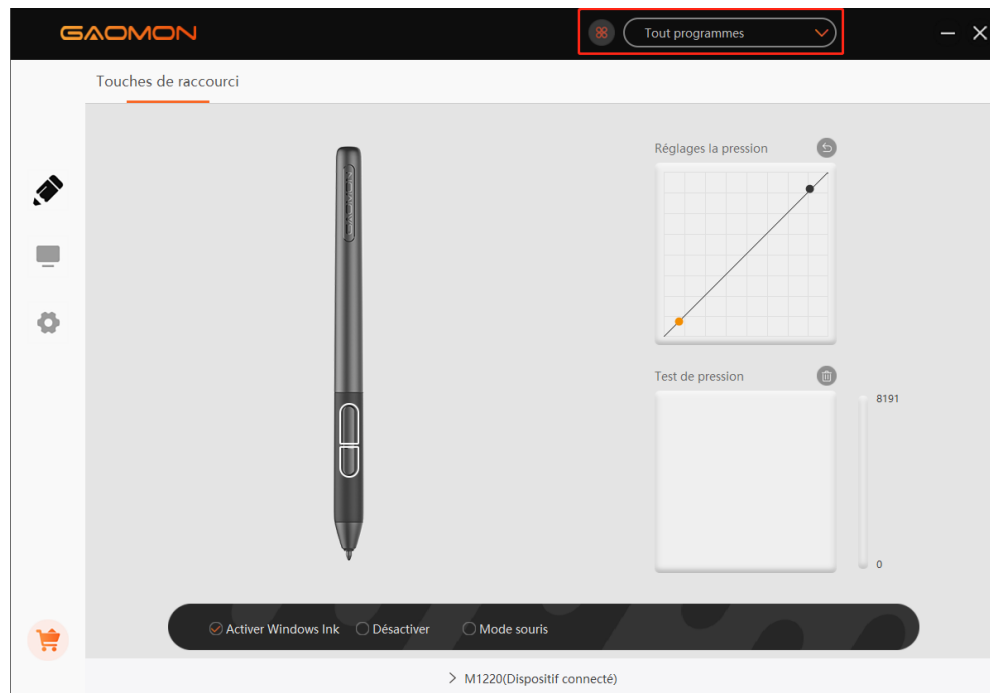 GAOMON
Tout programmes
Touches de raccourci
GAOMON
Réglages la pression
Test de pression
8191
0
Activer Windows Ink
Désactiver
Mode souris
M1220(Dispositif connecté)